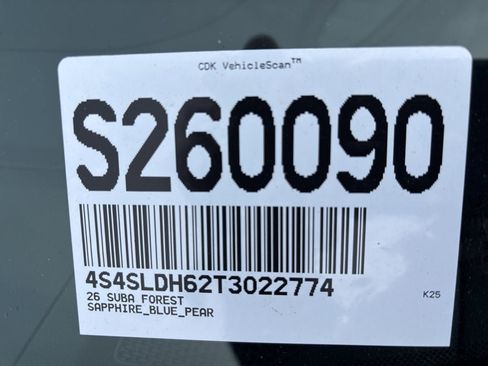 CDK VehicleScan™
S260090
4S4SLDH62T3022774
26 SUBA FOREST
SAPPHIRE_BLUE_PEAR
K25